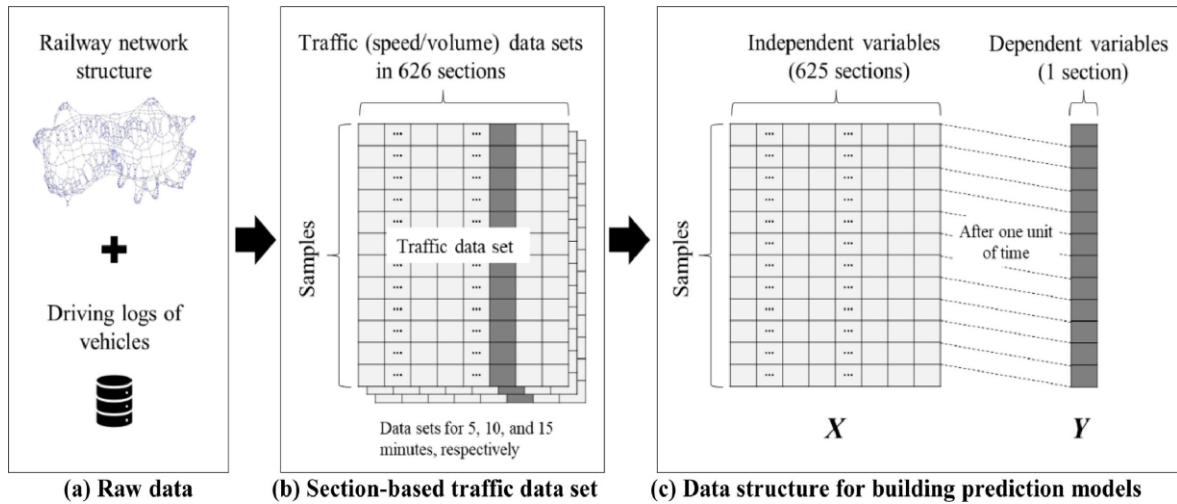 Railway network
structure
+
Driving logs of
vehicles
(a) Raw data
Traffic (speed/volume) data sets
in 626 sections
...
...
Samples
Traffic data set
Data sets for 5, 10, and 15
minutes, respectively
(b) Section-based traffic data set
Independent variables
(625 sections)
Dependent variables
(1 section)
...
...
Samples
After one unit
of time
X
Y
(c) Data structure for building prediction models